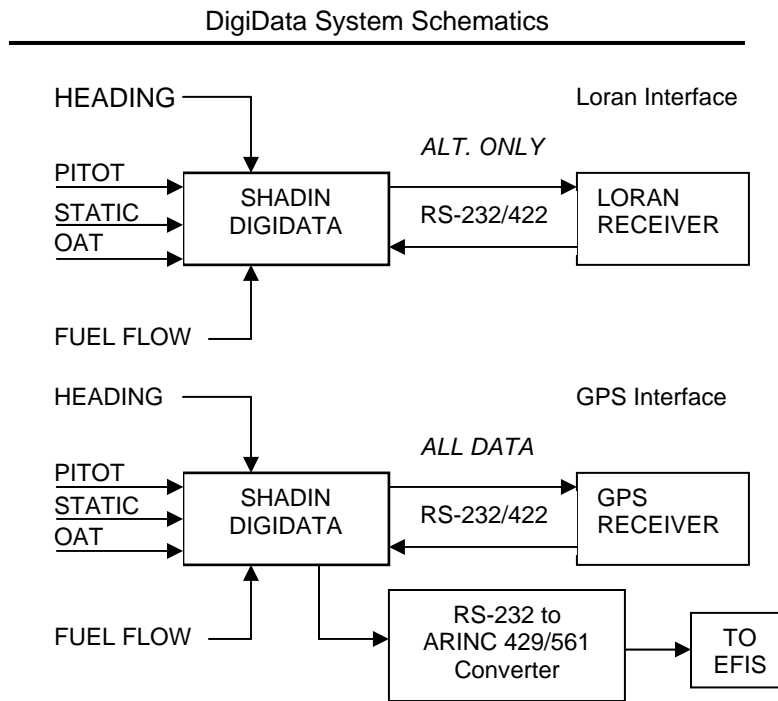 DigiData System Schematics
HEADING
Loran Interface
ALT. ONLY
PITOT
STATIC
OAT
SHADIN
DIGIDATA
RS-232/422
LORAN
RECEIVER
FUEL FLOW
HEADING
GPS Interface
ALL DATA
PITOT
STATIC
OAT
SHADIN
DIGIDATA
RS-232/422
GPS
RECEIVER
FUEL FLOW
RS-232 to
ARINC 429/561
Converter
TO
EFIS